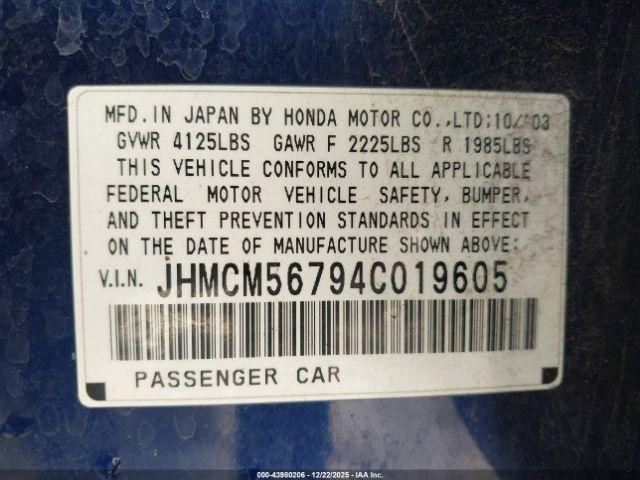 MFD. IN JAPAN BY HONDA MOTOR CO., LTD: 10/03
GVWR 4125LBS GAWR F 2225LBS R 1985LBS
THIS VEHICLE CONFORMS TO ALL APPLICABLE
FEDERAL MOTOR VEHICLE SAFETY, BUMPER,
AND THEFT PREVENTION STANDARDS IN EFFECT
ON THE DATE OF MANUFACTURE SHOWN ABOVE:
V.I.N. JHMCM56794C019605
PASSENGER CAR
000-43980206 - 12/22/2025 - IAA Inc.